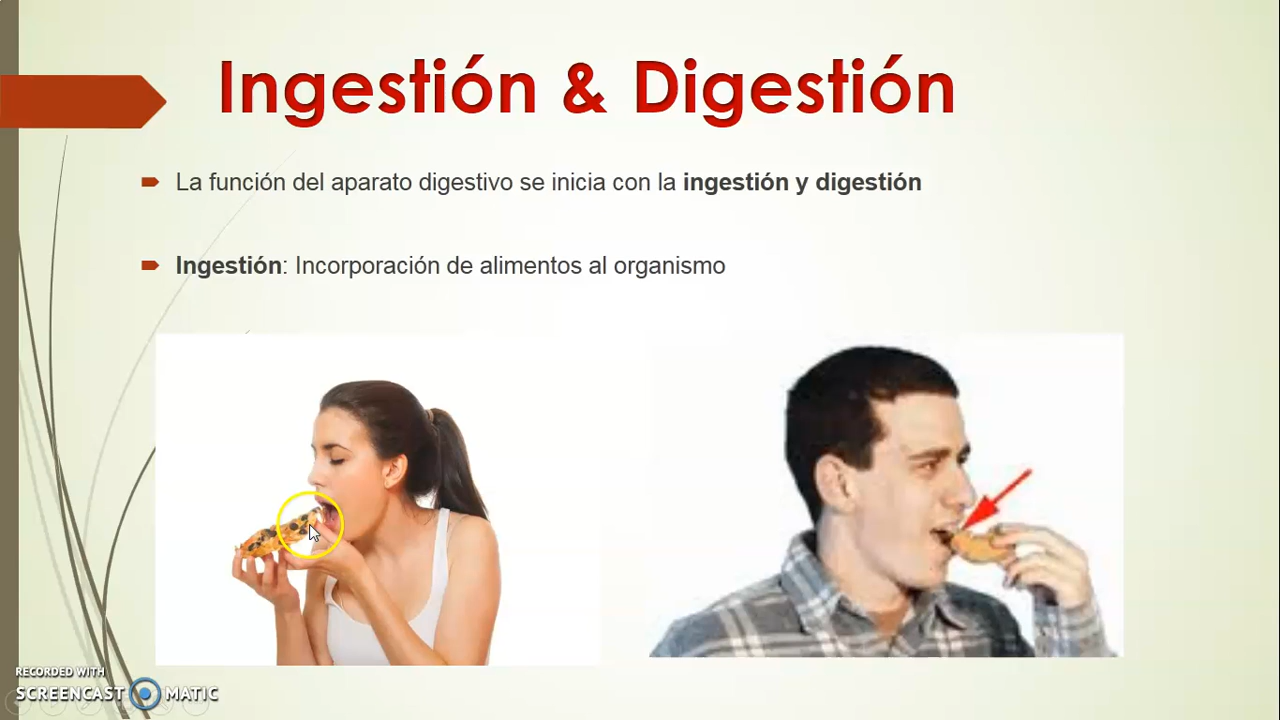 Ingestión & Digestión
La función del aparato digestivo se inicia con la ingestión y digestión
Ingestión: Incorporación de alimentos al organismo
RECORDED WITH
SCREENCAST MATIC